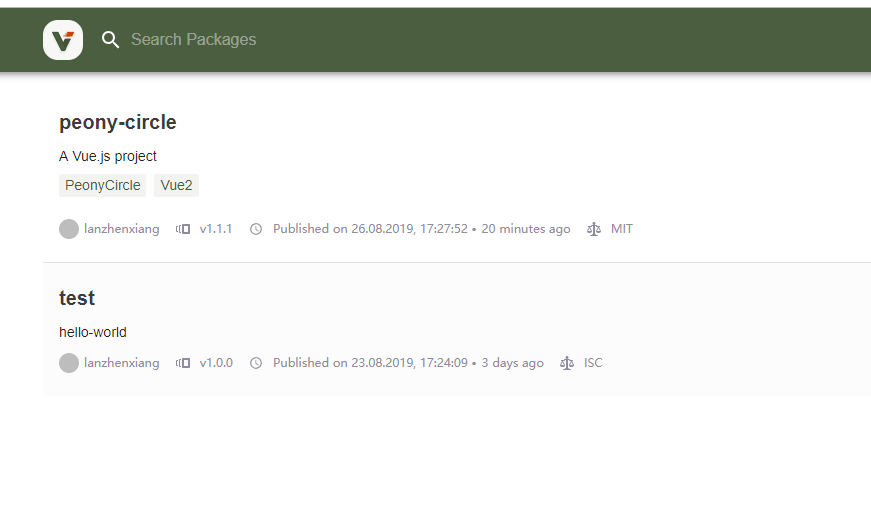 Search Packages
peony-circle
A Vue.js project
PeonyCircle Vue2
lanzhenxiang v1.1.1 Published on 26.08.2019, 17:27:52 • 20 minutes ago MIT
test
hello-world
lanzhenxiang v1.0.0 Published on 23.08.2019, 17:24:09 • 3 days ago ISC